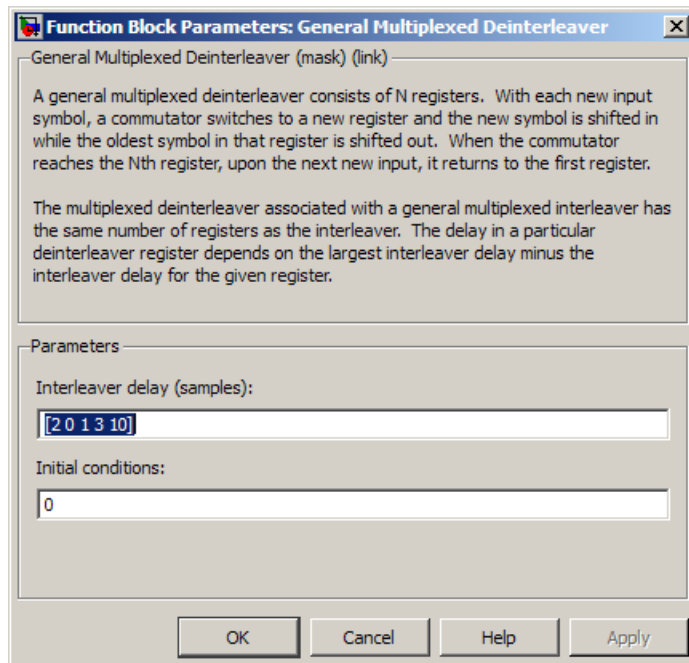 Function Block Parameters: General Multiplexed Deinterleaver
General Multiplexed Deinterleaver (mask) (link)
A general multiplexed deinterleaver consists of N registers. With each new input
symbol, a commutator switches to a new register and the new symbol is shifted in
while the oldest symbol in that register is shifted out. When the commutator
reaches the Nth register, upon the next new input, it returns to the first register.
The multiplexed deinterleaver associated with a general multiplexed interleaver has
the same number of registers as the interleaver. The delay in a particular
deinterleaver register depends on the largest interleaver delay minus the
interleaver delay for the given register.
Parameters
Interleaver delay (samples):
[2 0 1 3 10]
Initial conditions:
0
OK Cancel Help Apply